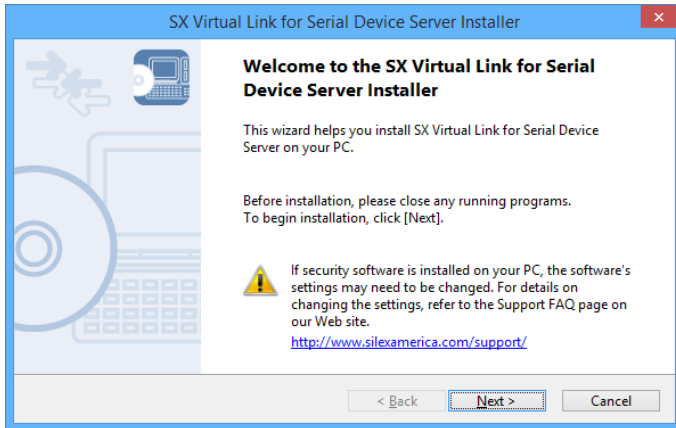 SX Virtual Link for Serial Device Server Installer
Welcome to the SX Virtual Link for Serial
Device Server Installer
This wizard helps you install SX Virtual Link for Serial Device
Server on your PC.
Before installation, please close any running programs.
To begin installation, click [Next].
If security software is installed on your PC, the software's
settings may need to be changed. For details on
changing the settings, refer to the Support FAQ page on
our Web site.
http://www.silexamerica.com/support/
< Back
Next >
Cancel